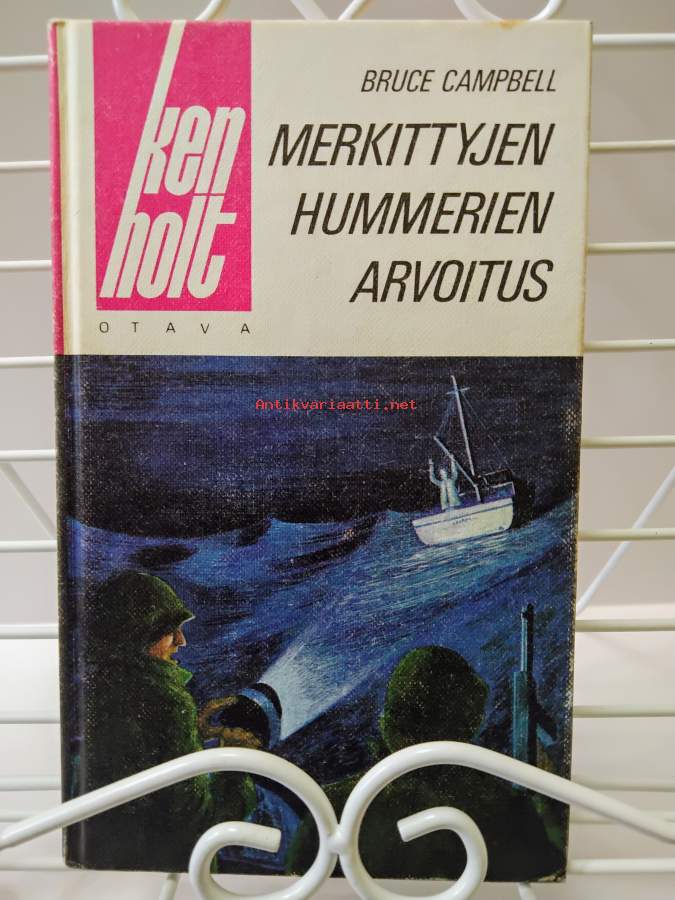 BRUCE CAMPBELL
ken
holt
MERKITTYJEN
HUMMERIEN
ARVOITUS
OTAVA
Antikvariaatti.net